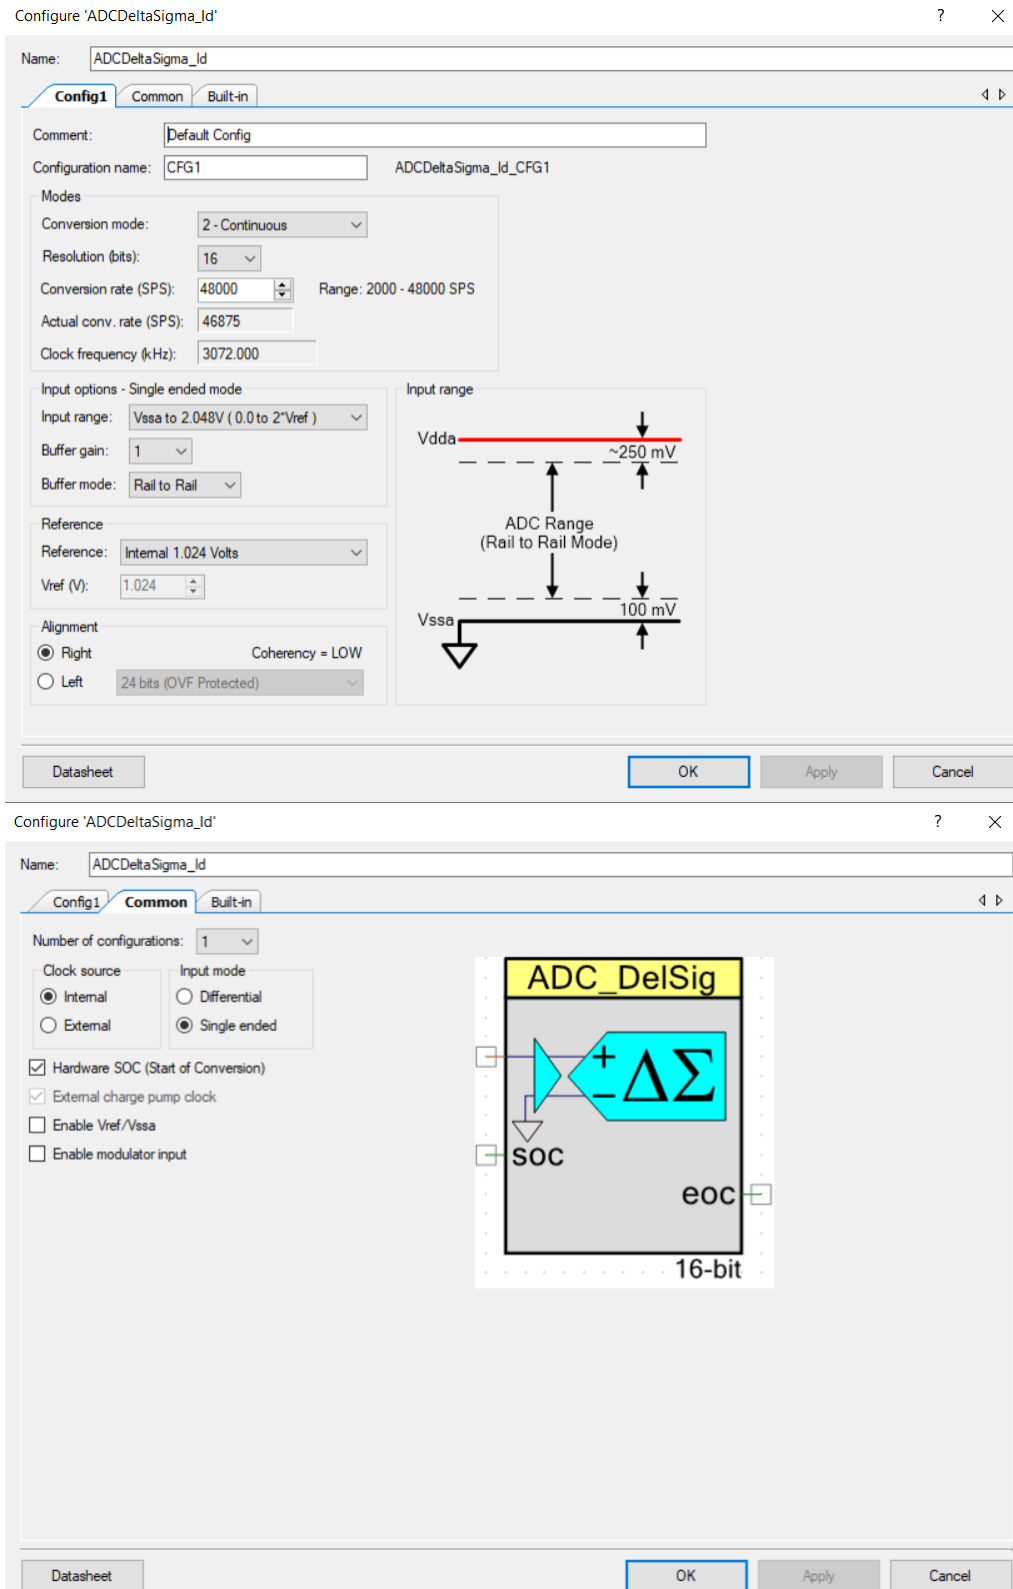 Configure 'ADCDeltaSigma_Id'
?
Name: ADCDeltaSigma_Id
Config1 Common Built-in
Comment: Default Config
Configuration name: CFG1 ADCDeltaSigma_Id_CFG1
Modes
Conversion mode: 2 - Continuous
Resolution (bits): 16
Conversion rate (SPS): 48000 Range: 2000 - 48000 SPS
Actual conv. rate (SPS): 46875
Clock frequency (kHz): 3072.000
Input options - Single ended mode
Input range: Vssa to 2.048V ( 0.0 to 2*Vref )
Buffer gain: 1
Buffer mode: Rail to Rail
Input range
Vdda
~250 mV
ADC Range
(Rail to Rail Mode)
100 mV
Vssa
Reference
Reference: Internal 1.024 Volts
Vref (V): 1.024
Alignment
Right Coherency = LOW
Left 24 bits (OVF Protected)
Datasheet OK Apply Cancel
Configure 'ADCDeltaSigma_Id'
?
Name: ADCDeltaSigma_Id
Config1 Common Built-in
Number of configurations: 1
Clock source
Internal
External
Input mode
Differential
Single ended
Hardware SOC (Start of Conversion)
External charge pump clock
Enable Vref/Vssa
Enable modulator input
ADC_DelSig
+
− ΔΣ
soc
eoc
16-bit
Datasheet OK Apply Cancel